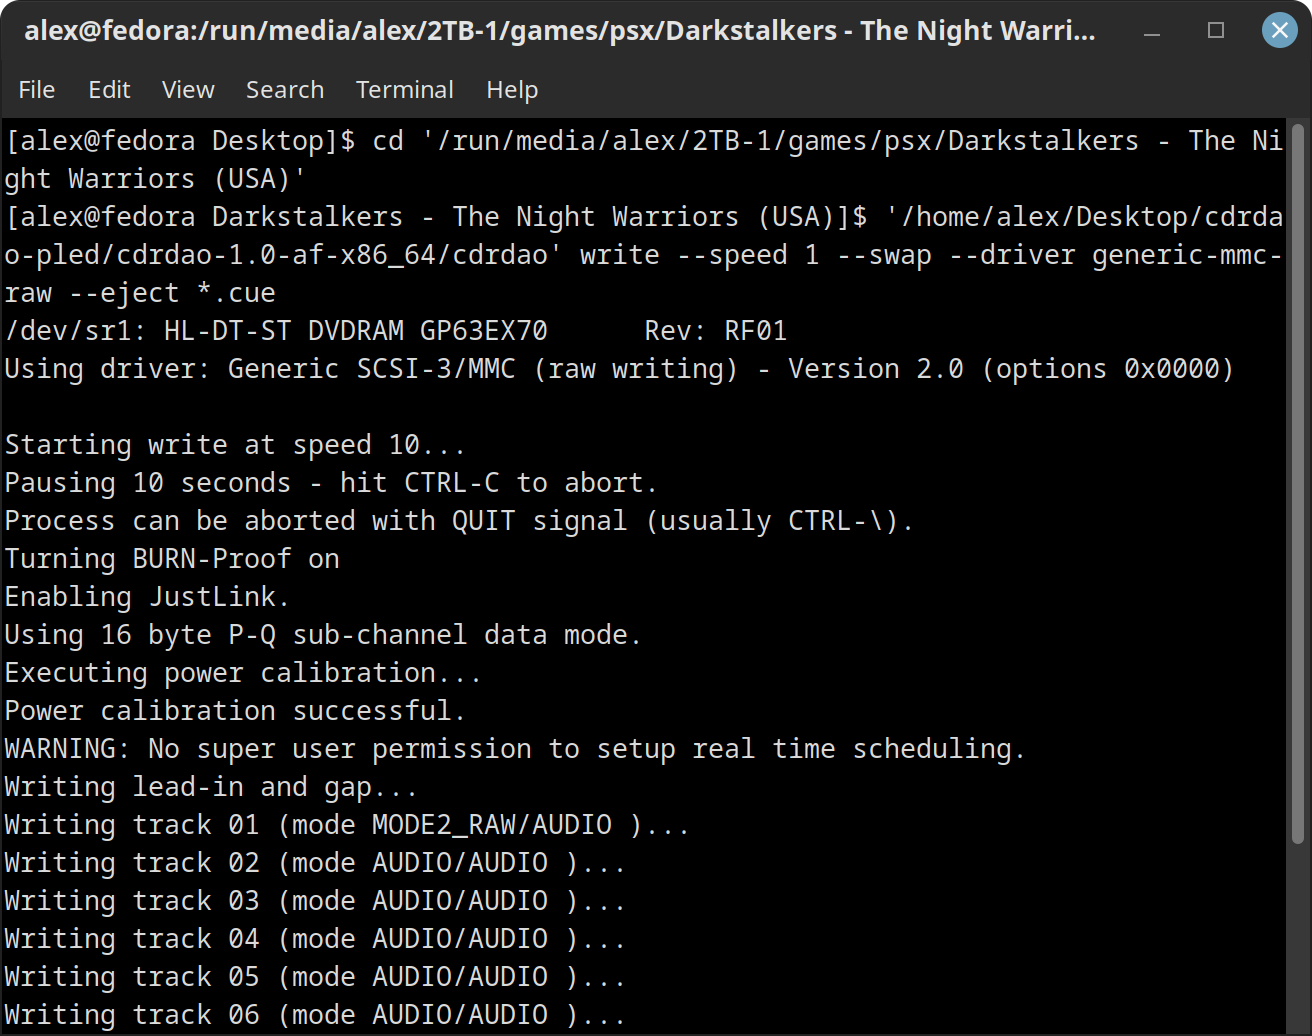 alex@fedora:/run/media/alex/2TB-1/games/psx/Darkstalkers - The Night Warri...
File Edit View Search Terminal Help
[alex@fedora Desktop]$ cd '/run/media/alex/2TB-1/games/psx/Darkstalkers - The Ni
ght Warriors (USA)'
[alex@fedora Darkstalkers - The Night Warriors (USA)]$ '/home/alex/Desktop/cdrda
o-pled/cdrdao-1.0-af-x86_64/cdrdao' write --speed 1 --swap --driver generic-mmc-
raw --eject *.cue
/dev/sr1: HL-DT-ST DVDRAM GP63EX70      Rev: RF01
Using driver: Generic SCSI-3/MMC (raw writing) - Version 2.0 (options 0x0000)
Starting write at speed 10...
Pausing 10 seconds - hit CTRL-C to abort.
Process can be aborted with QUIT signal (usually CTRL-\).
Turning BURN-Proof on
Enabling JustLink.
Using 16 byte P-Q sub-channel data mode.
Executing power calibration...
Power calibration successful.
WARNING: No super user permission to setup real time scheduling.
Writing lead-in and gap...
Writing track 01 (mode MODE2_RAW/AUDIO )...
Writing track 02 (mode AUDIO/AUDIO )...
Writing track 03 (mode AUDIO/AUDIO )...
Writing track 04 (mode AUDIO/AUDIO )...
Writing track 05 (mode AUDIO/AUDIO )...
Writing track 06 (mode AUDIO/AUDIO )...